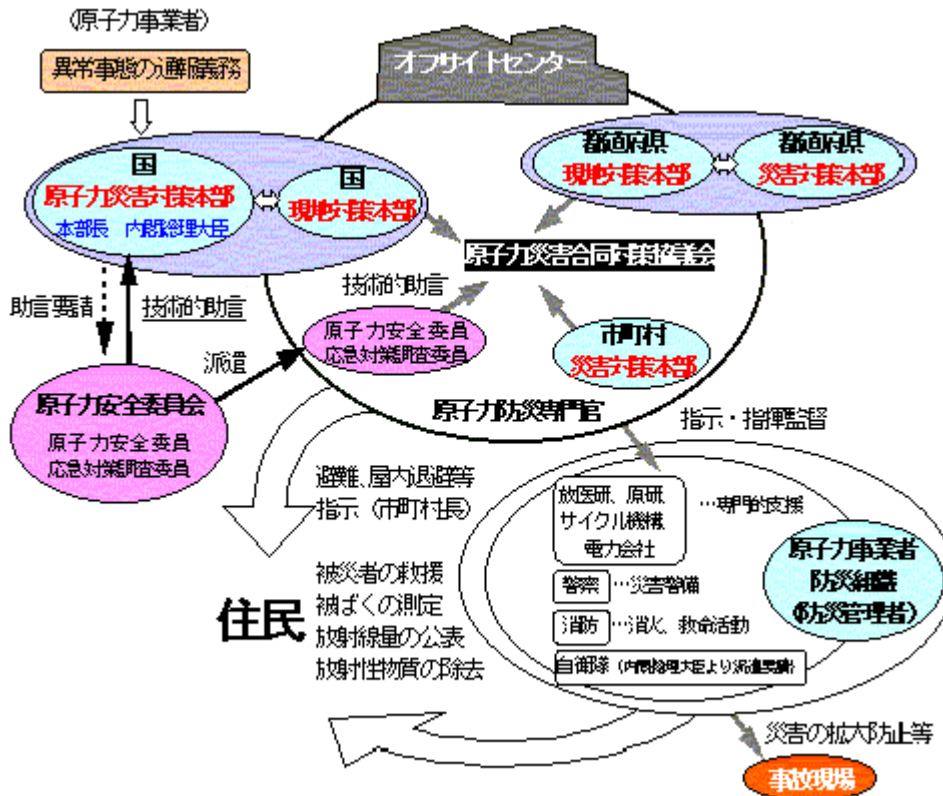 (原子力事業者)
異常事態の通報義務
オフサイトセンター
国
原子力災害対策本部
本部長 内閣総理大臣
国
現地対策本部
都道府県
現地対策本部
都道府県
災害対策本部
原子力災害合同対策協議会
助言要請
技術的助言
技術的助言
原子力安全委員
応急対策調査委員
市町村
災害対策本部
派遣
原子力安全委員会
原子力安全委員
応急対策調査委員
原子力防災専門官
指示・指揮監督
避難、屋内退避等
指示(市町村長)
放医研、原研、
サイクル機構
電力会社
…専門的支援
原子力事業者
防災組織
(防災管理者)
住民
被災者の救援
被ばくの測定
放射線量の公表
放射性物質の除去
警察
…災害警備
消防
…消火、救命活動
自衛隊(内閣総理大臣より派遣要請)
災害の拡大防止等
事故現場